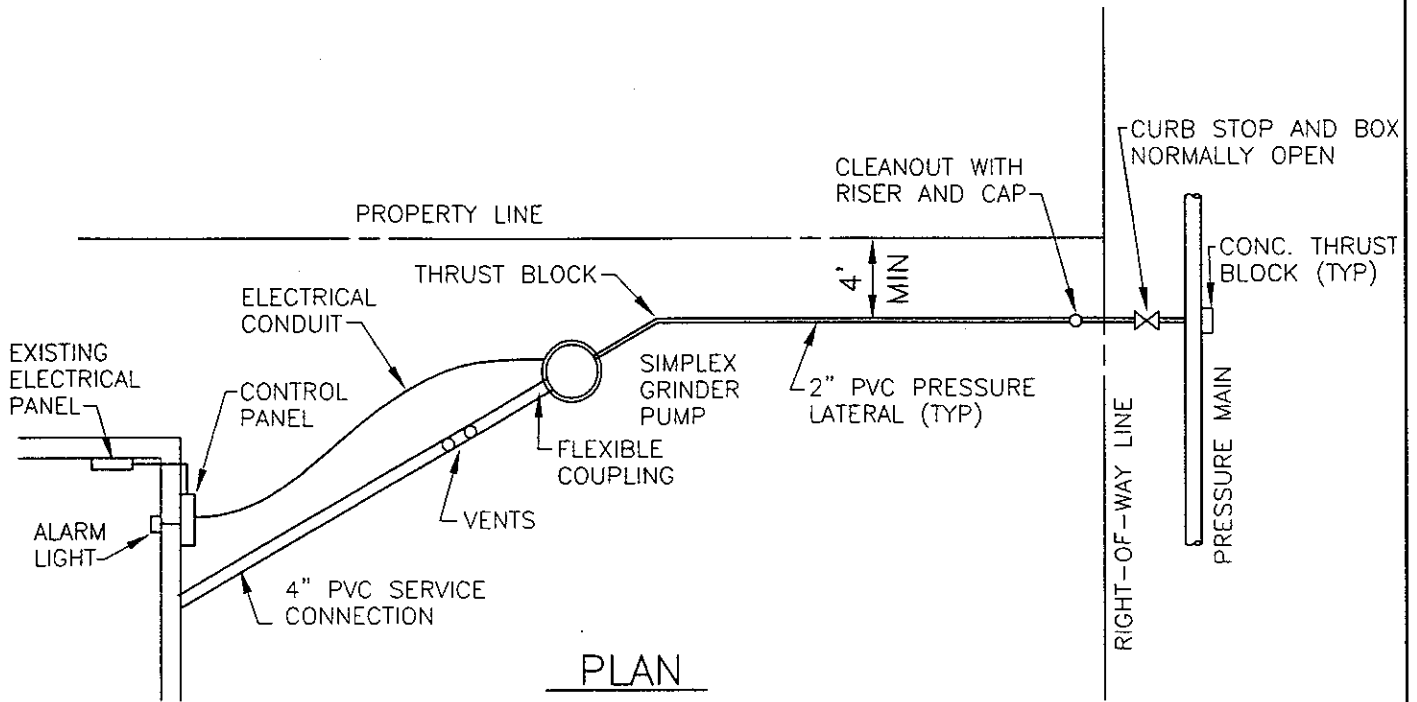 CURB STOP AND BOX
NORMALLY OPEN
CLEANOUT WITH
RISER AND CAP
PROPERTY LINE
CONC. THRUST
BLOCK (TYP)
THRUST BLOCK
4'
MIN
ELECTRICAL
CONDUIT
EXISTING
ELECTRICAL
PANEL
CONTROL
PANEL
SIMPLEX
GRINDER
PUMP
2" PVC PRESSURE
LATERAL (TYP)
FLEXIBLE
COUPLING
VENTS
ALARM
LIGHT
4" PVC SERVICE
CONNECTION
RIGHT-OF-WAY LINE
PRESSURE MAIN
PLAN